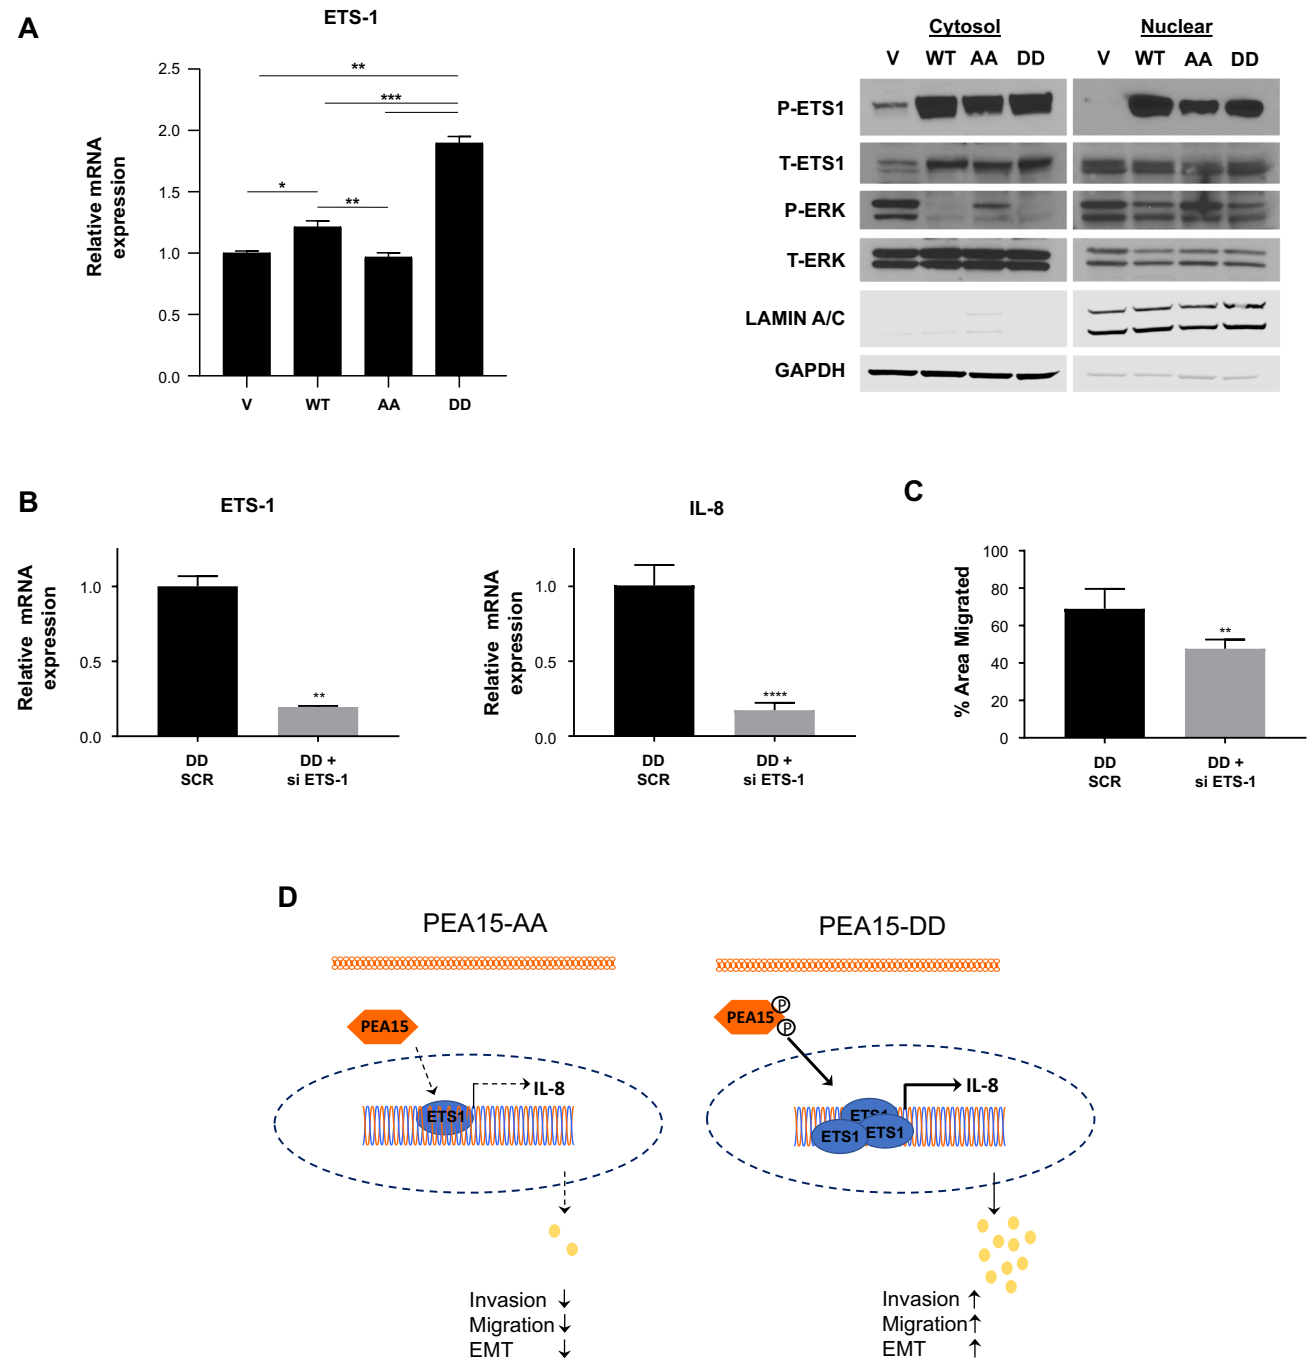 A
ETS-1
Relative mRNA
expression
2.5
2.0
1.5
1.0
0.5
0.0
**
***
*
**
V WT AA DD
Cytosol Nuclear
V WT AA DD V WT AA DD
P-ETS1
T-ETS1
P-ERK
T-ERK
LAMIN A/C
GAPDH
B
ETS-1
Relative mRNA
expression
1.0
0.5
0.0
**
DD
SCR
DD +
si ETS-1
IL-8
Relative mRNA
expression
1.0
0.5
0.0
****
DD
SCR
DD +
si ETS-1
C
% Area Migrated
100
80
60
40
20
0
**
DD
SCR
DD +
si ETS-1
D
PEA15-AA
PEA15
ETS1
IL-8
Invasion ↓
Migration ↓
EMT ↓
PEA15-DD
PEA15
P
P
ETS1
ETS1
ETS1
IL-8
Invasion ↑
Migration ↑
EMT ↑